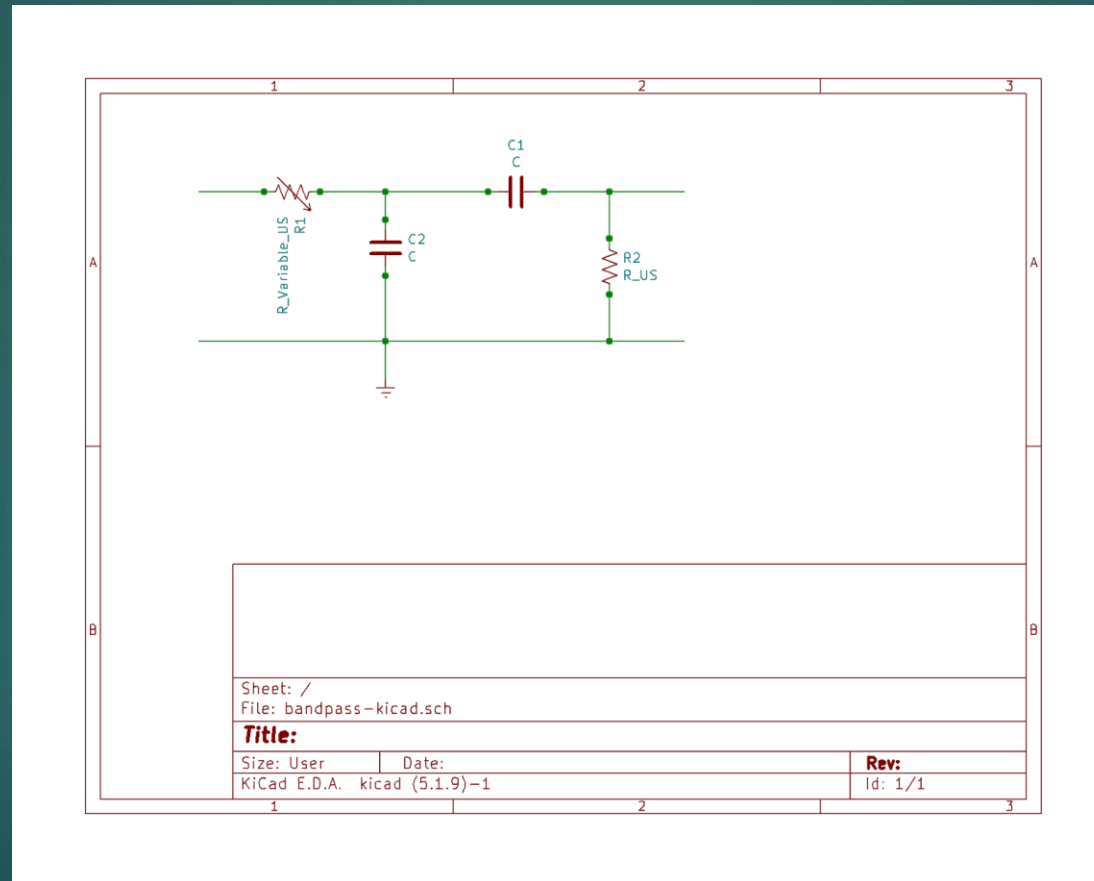 1 2 3
C1
C
R_Variable_US
R1
C2
C
R2
R_US
A A
B B
Sheet: /
File: bandpass-kicad.sch
Title:
Size: User Date: Rev:
KiCad E.D.A. kicad (5.1.9)-1 Id: 1/1
1 2 3